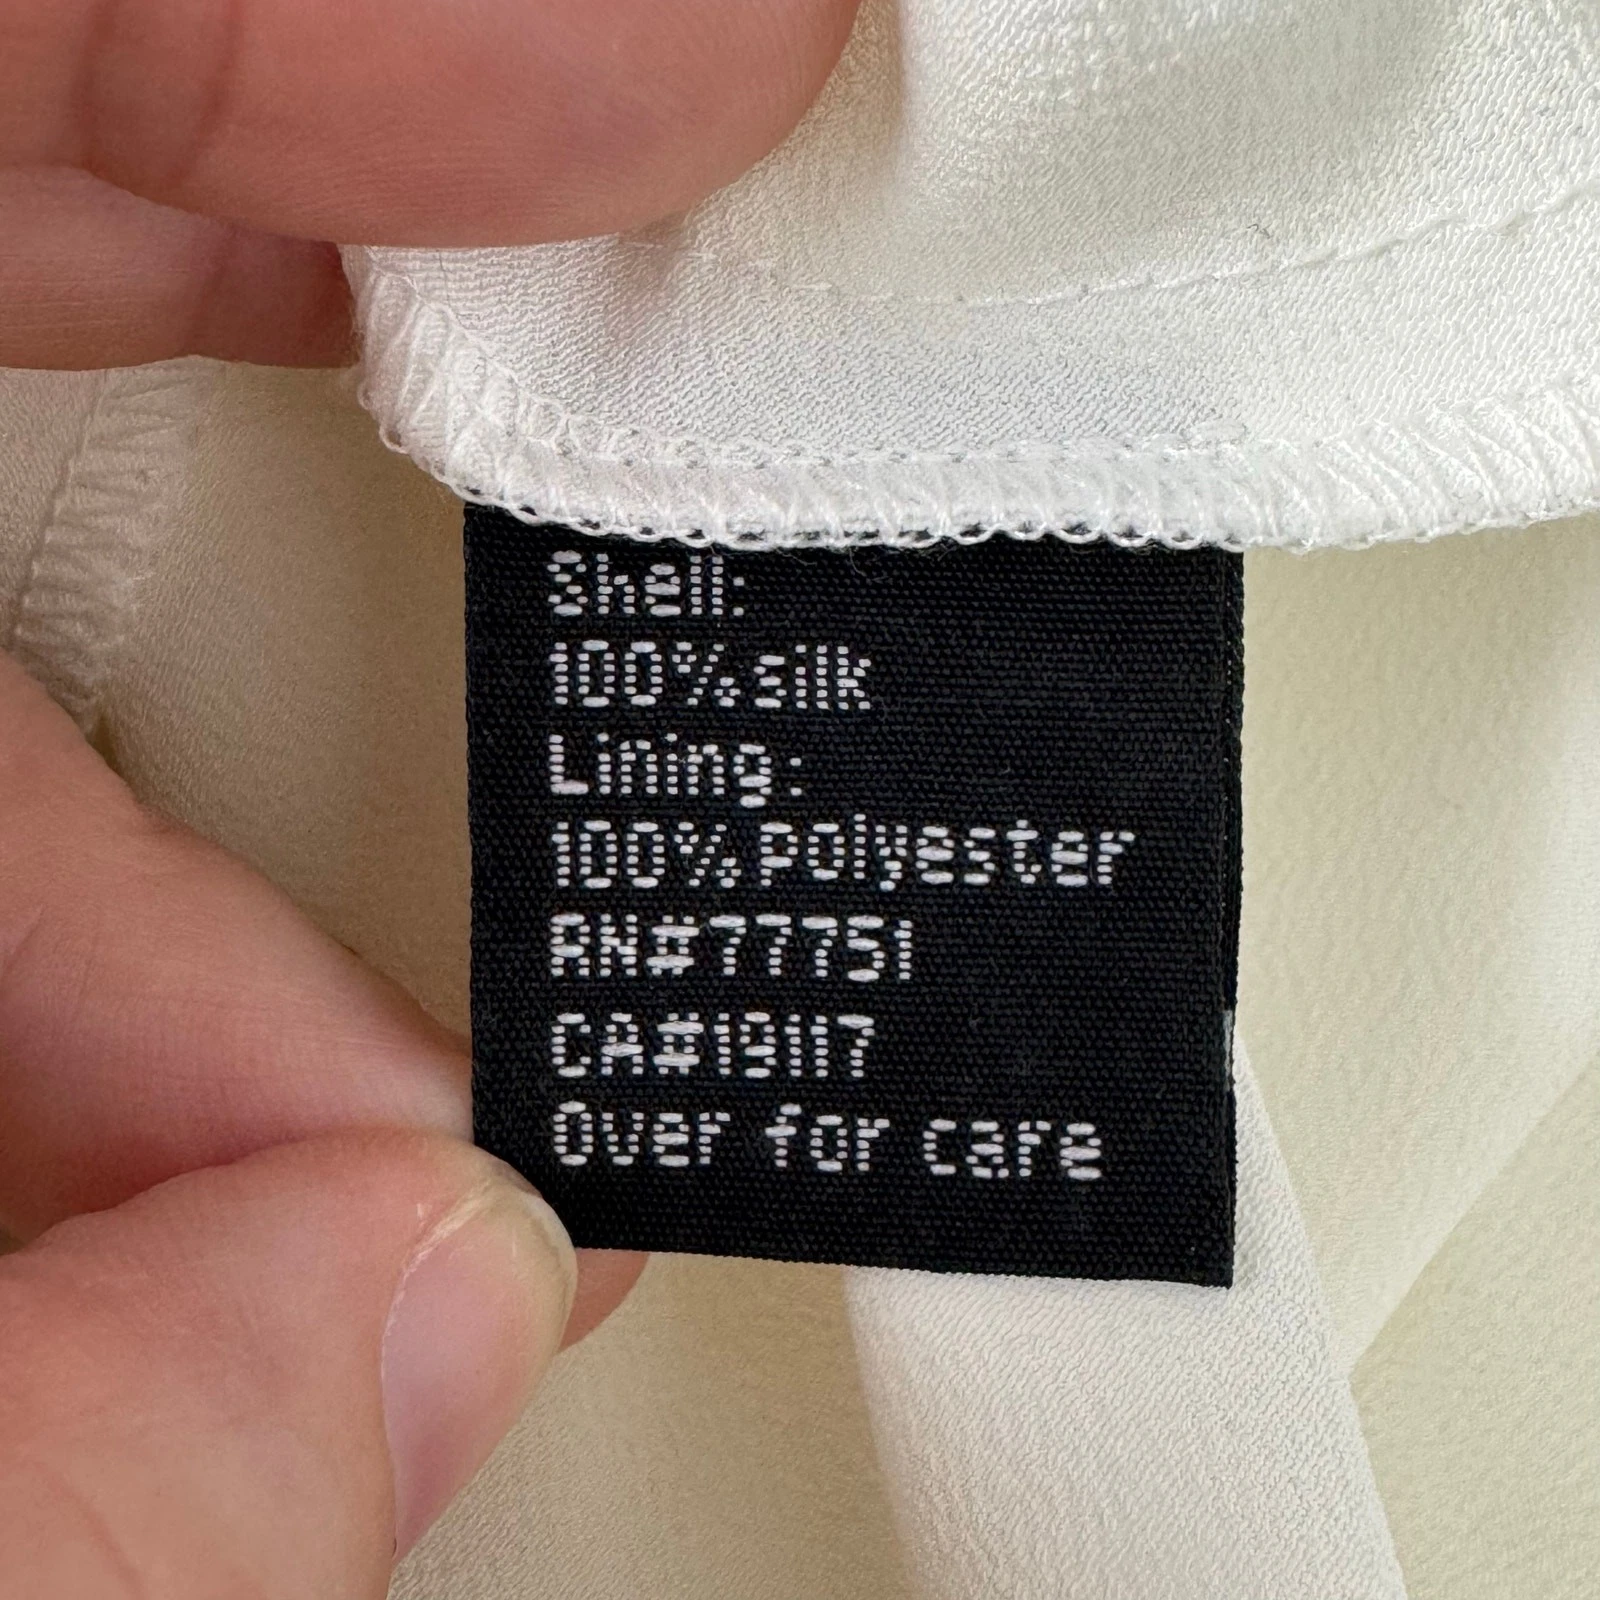 Shell:
100% silk
Lining:
100% Polyester
RN#77751
CA#19117
Over for care